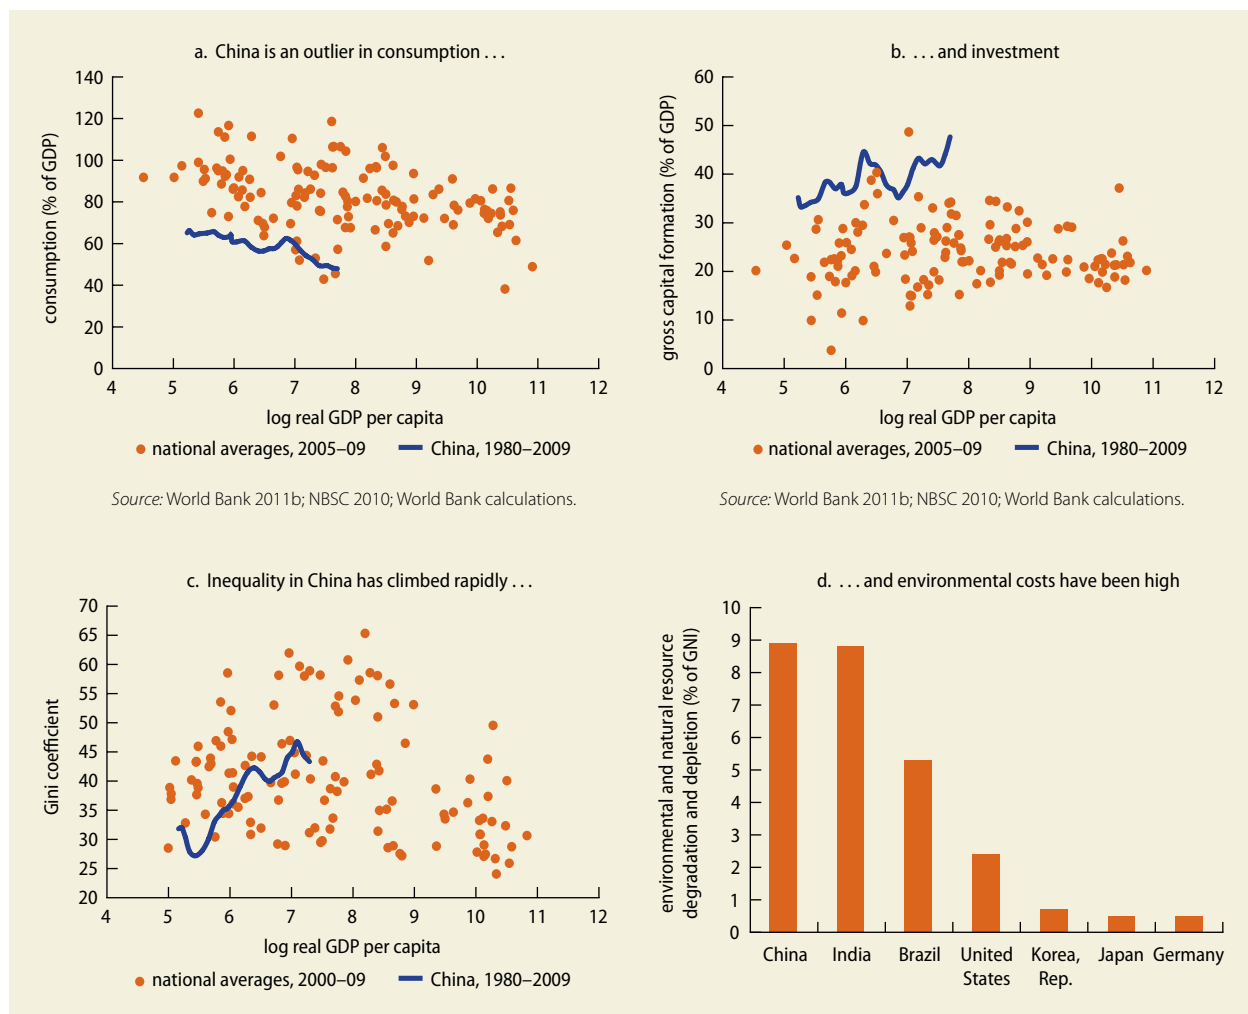 a. China is an outlier in consumption . . .
consumption (% of GDP)
140
120
100
80
60
40
20
0
4 5 6 7 8 9 10 11 12
log real GDP per capita
national averages, 2005–09 China, 1980–2009
Source: World Bank 2011b; NBSC 2010; World Bank calculations.
b. . . . and investment
gross capital formation (% of GDP)
60
50
40
30
20
10
0
4 5 6 7 8 9 10 11 12
log real GDP per capita
national averages, 2005–09 China, 1980–2009
Source: World Bank 2011b; NBSC 2010; World Bank calculations.
c. Inequality in China has climbed rapidly . . .
Gini coefficient
70
65
60
55
50
45
40
35
30
25
20
4 5 6 7 8 9 10 11 12
log real GDP per capita
national averages, 2000–09 China, 1980–2009
d. . . . and environmental costs have been high
environmental and natural resource
degradation and depletion (% of GNI)
10
9
8
7
6
5
4
3
2
1
0
China India Brazil United Korea, Japan Germany
States Rep.